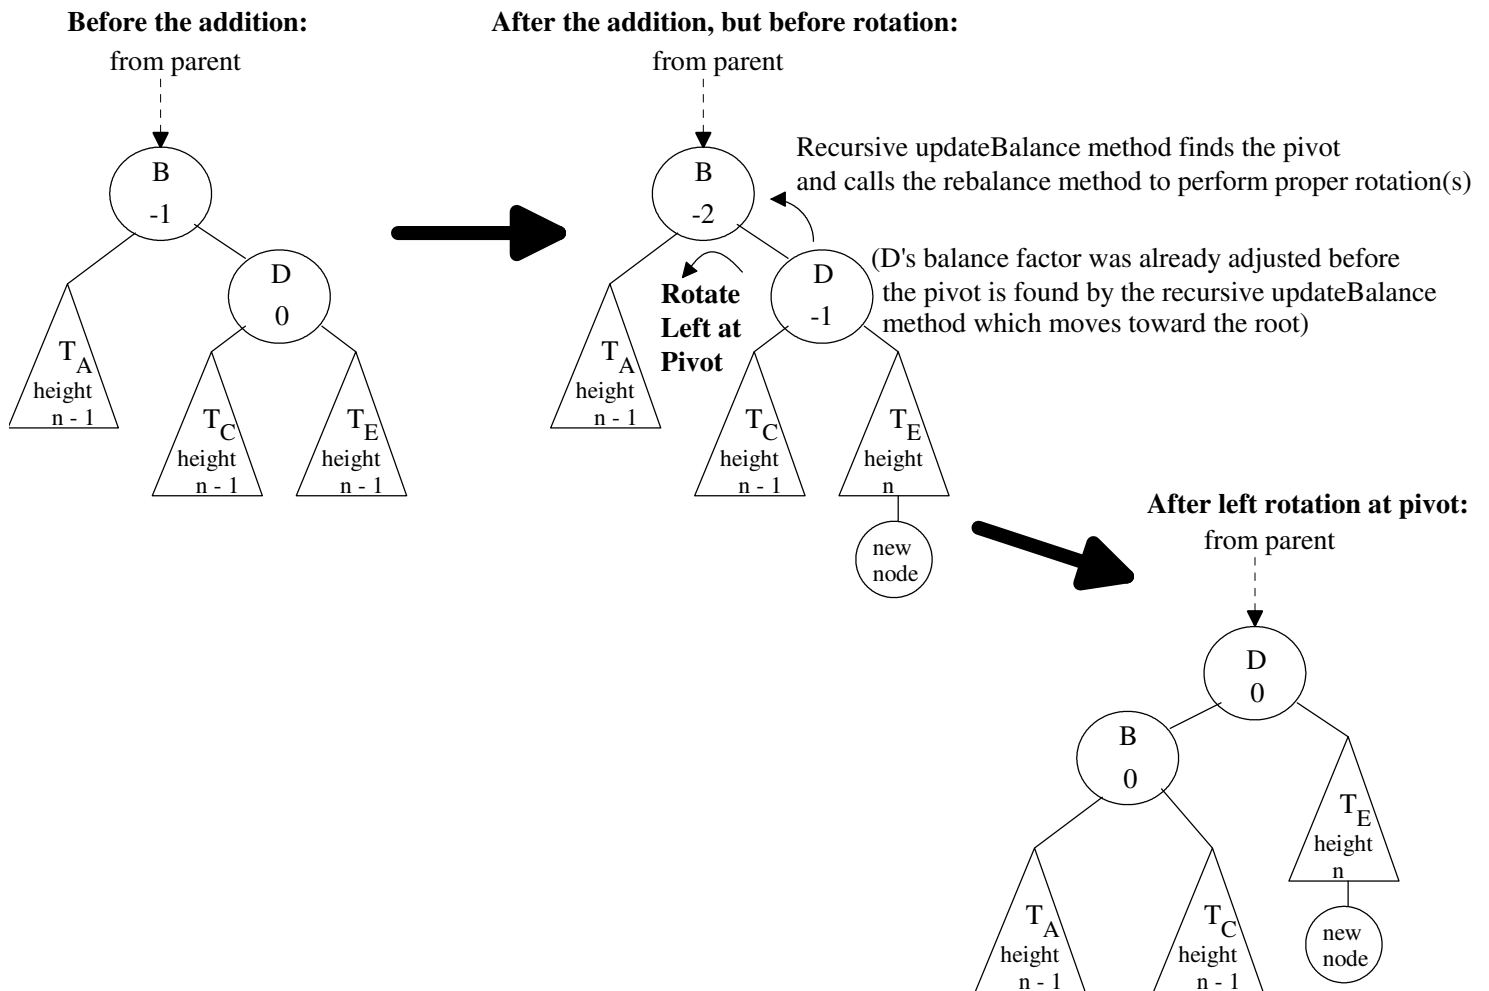 Before the addition:
from parent
B
-1
D
0
T_A
height
n - 1
T_C
height
n - 1
T_E
height
n - 1
After the addition, but before rotation:
from parent
B
-2
Recursive updateBalance method finds the pivot
and calls the rebalance method to perform proper rotation(s)
D
-1
(D's balance factor was already adjusted before
the pivot is found by the recursive updateBalance
method which moves toward the root)
Rotate
Left at
Pivot
T_A
height
n - 1
T_C
height
n - 1
T_E
height
n
new
node
After left rotation at pivot:
from parent
D
0
B
0
T_A
height
n - 1
T_C
height
n - 1
T_E
height
n
new
node